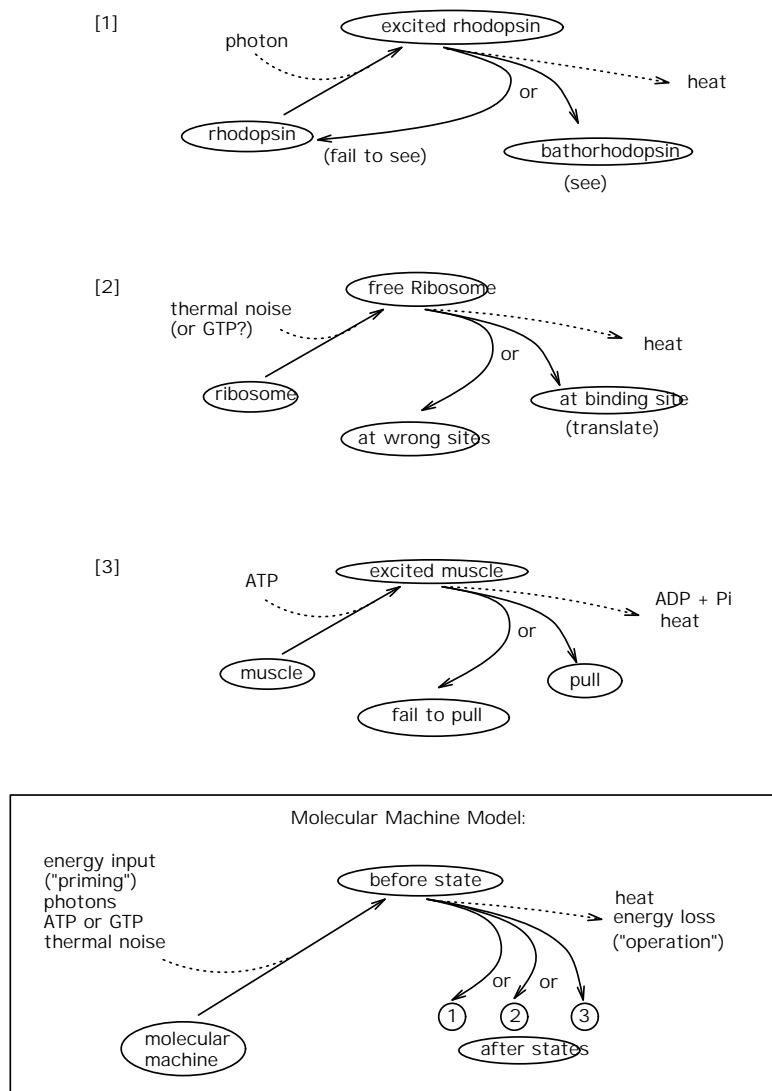 [1]
excited rhodopsin
photon
heat
or
rhodopsin
(fail to see)
bathorhodopsin
(see)
[2]
free Ribosome
thermal noise
(or GTP?)
heat
or
ribosome
at binding site
(translate)
at wrong sites
[3]
excited muscle
ATP
ADP + Pi
heat
or
muscle
pull
fail to pull
Molecular Machine Model:
energy input
("priming")
photons
ATP or GTP
thermal noise
before state
heat
energy loss
("operation")
or or
1 2 3
molecular
machine
after states